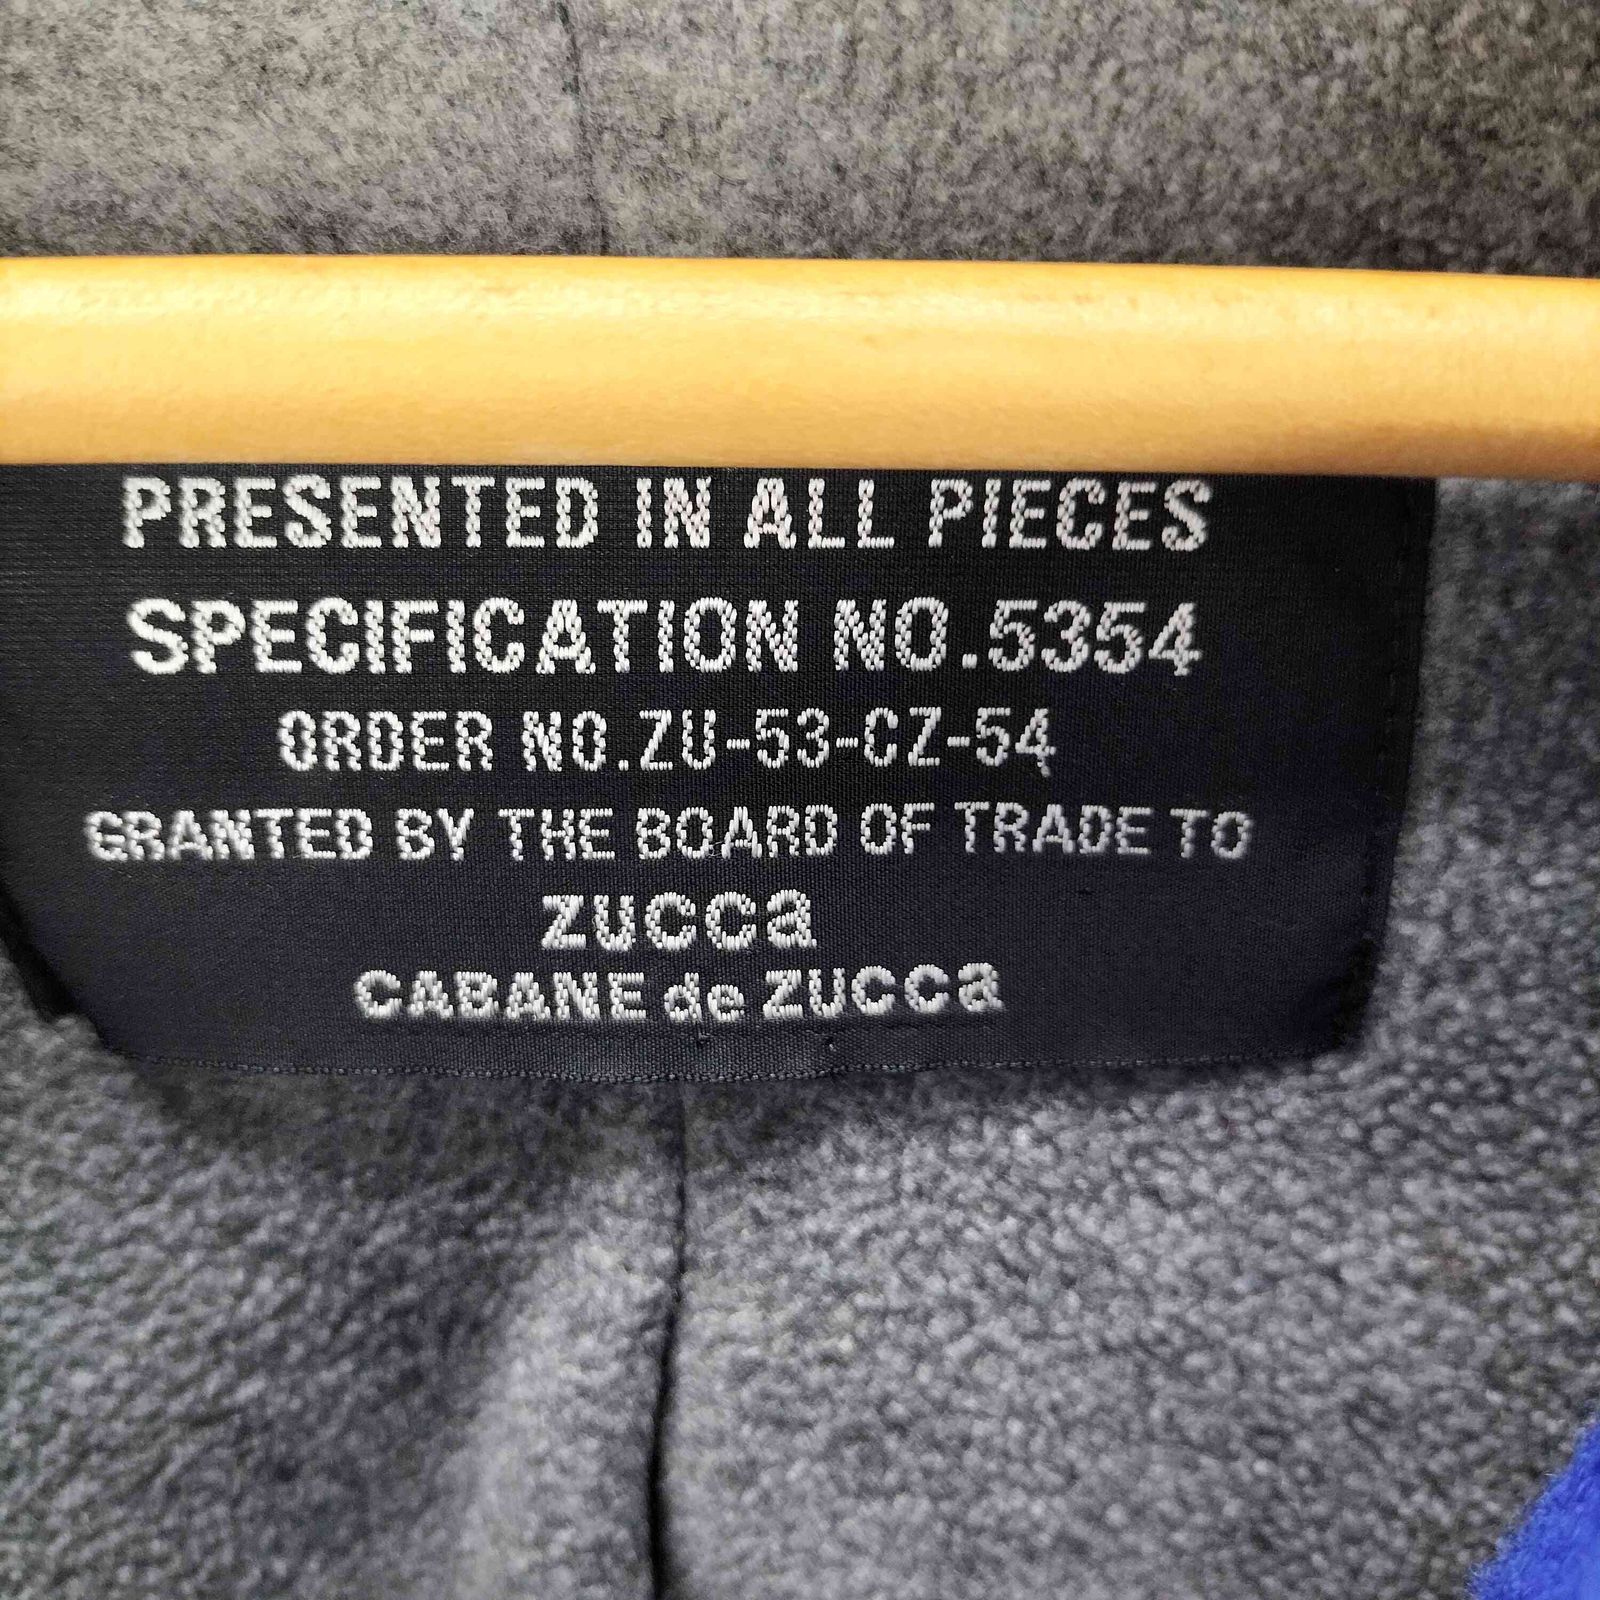 PRESENTED IN ALL PIECES
SPECIFICATION NO.5354
ORDER NO.ZU-53-CZ-54
GRANTED BY THE BOARD OF TRADE TO
zucca
CABANE de zucca